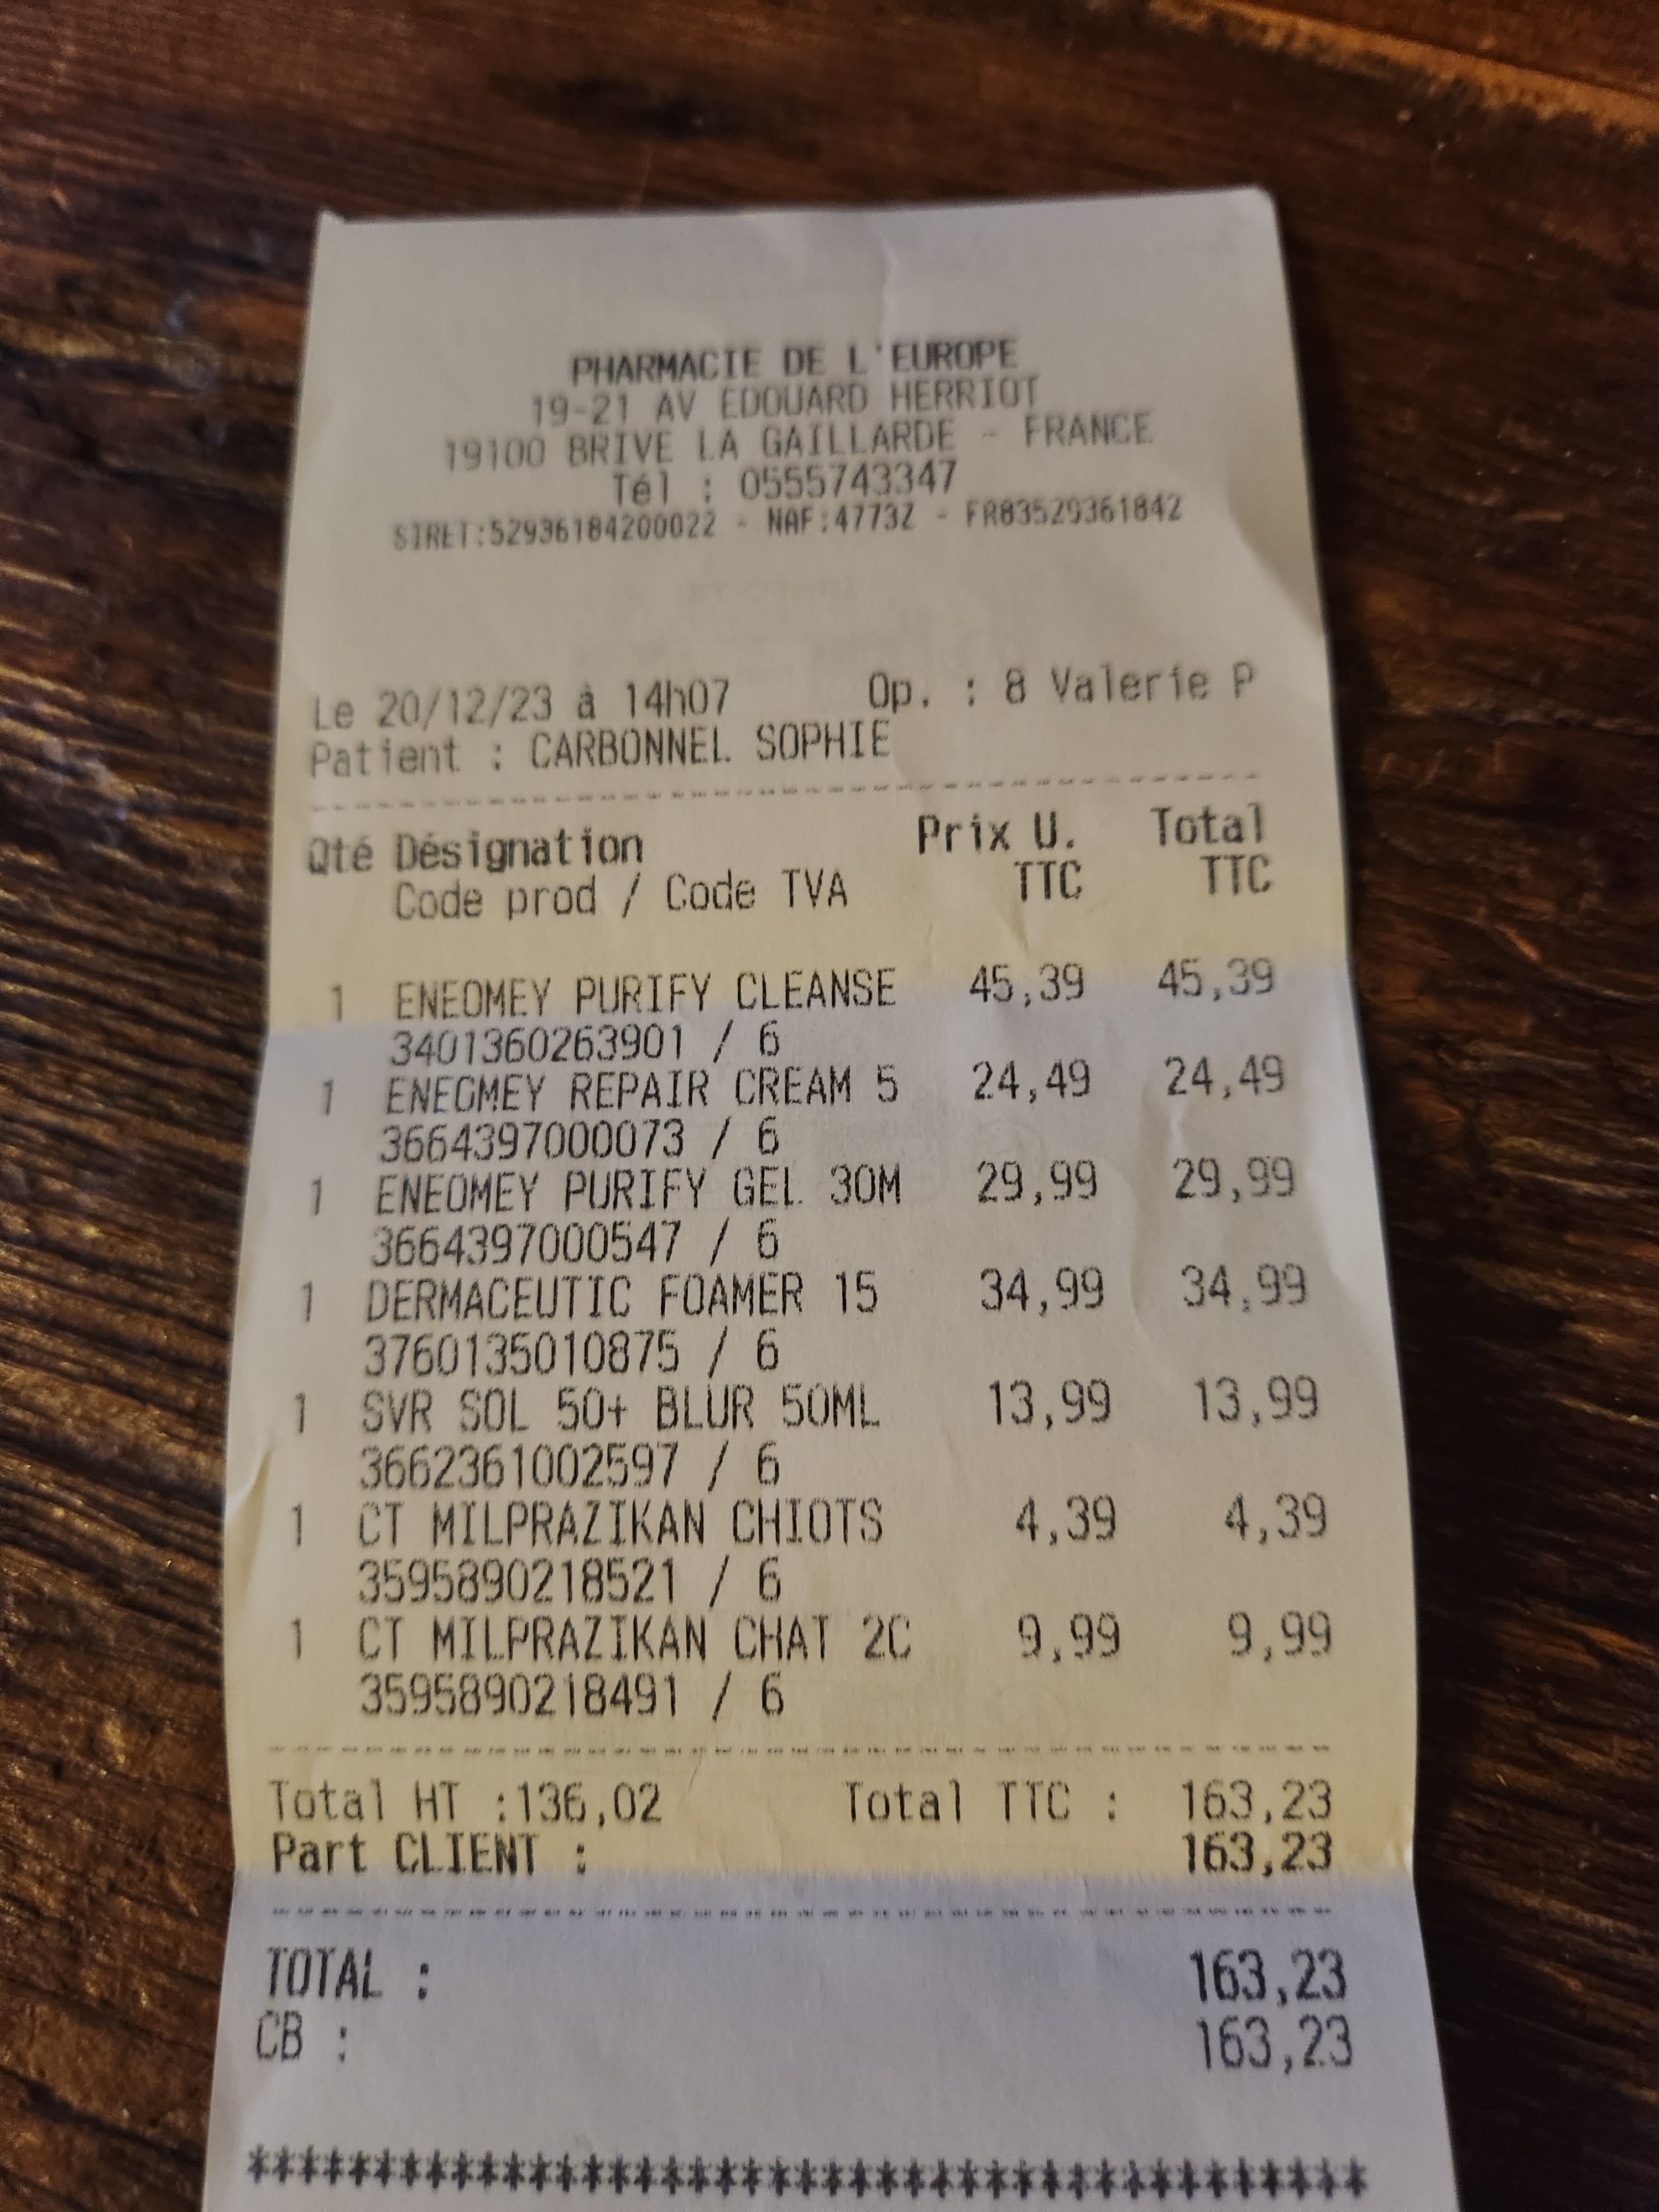 PHARMACIE DE L'EUROPE
19-21 AV EDOUARD HERRIOT
19100 BRIVE LA GAILLARDE - FRANCE
Tél : 0555743347
SIRET:52936184200022 - NAF:4773Z - FR83529361842
Le 20/12/23 à 14h07 Op. : 8 Valerie P
Patient : CARBONNEL SOPHIE
Qté Désignation Prix U. Total
Code prod / Code TVA TTC TTC
1 ENEOMEY PURIFY CLEANSE 45,39 45,39
3401360263901 / 6
1 ENEOMEY REPAIR CREAM 5 24,49 24,49
3664397000073 / 6
1 ENEOMEY PURIFY GEL 30M 29,99 29,99
3664397000547 / 6
1 DERMACEUTIC FOAMER 15 34,99 34,99
3760135010875 / 6
1 SVR SOL 50+ BLUR 50ML 13,99 13,99
3662361002597 / 6
1 CT MILPRAZIKAN CHIOTS 4,39 4,39
3595890218521 / 6
1 CT MILPRAZIKAN CHAT 2C 9,99 9,99
3595890218491 / 6
Total HT :136,02 Total TTC : 163,23
Part CLIENT : 163,23
TOTAL : 163,23
CB : 163,23
******************************************